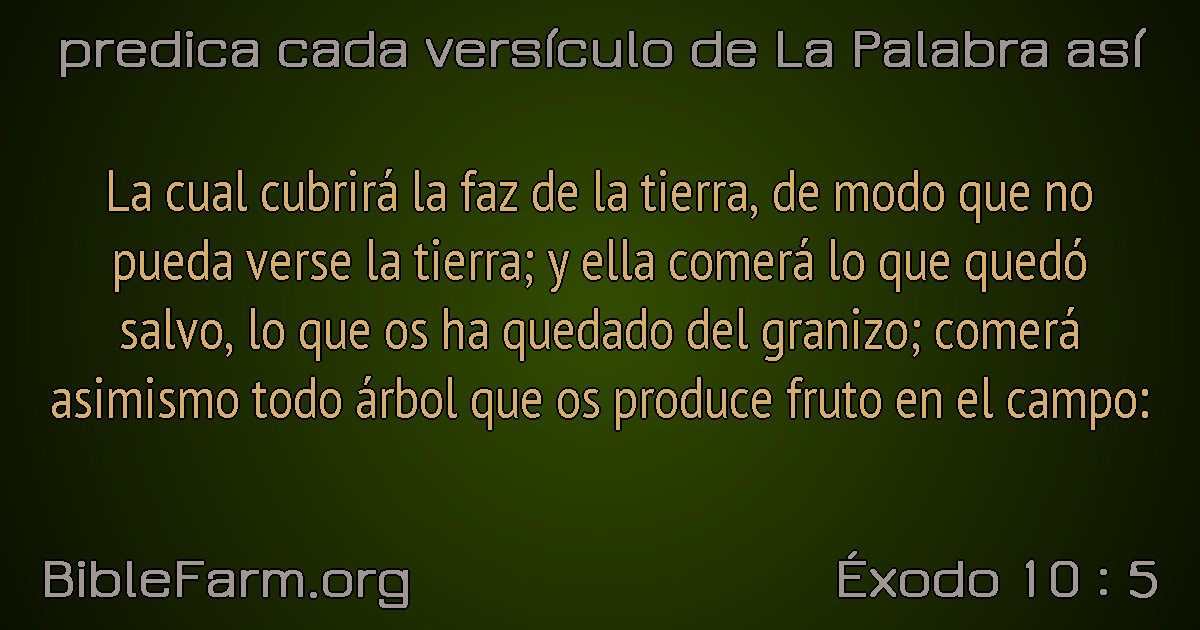 predica cada versículo de La Palabra así
La cual cubrirá la faz de la tierra, de modo que no
pueda verse la tierra; y ella comerá lo que quedó
salvo, lo que os ha quedado del granizo; comerá
asimismo todo árbol que os produce fruto en el campo:
BibleFarm.org
Éxodo 10 : 5